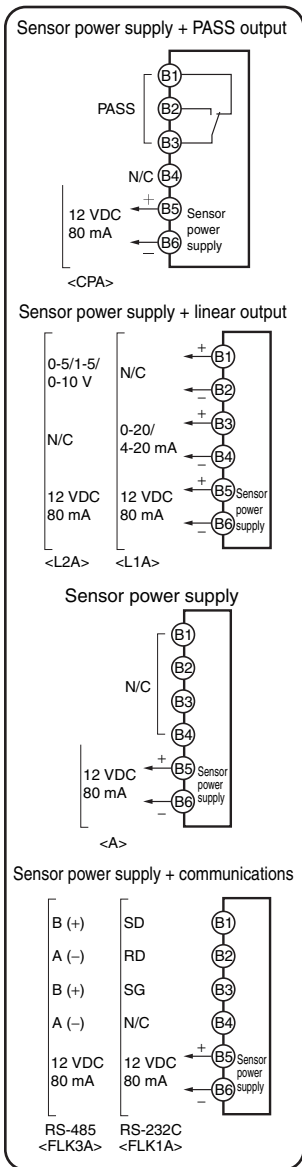 Sensor power supply + PASS output
B1
PASS
B2
B3
N/C B4
12 VDC + B5 Sensor
80 mA power
− B6 supply
<CPA>
Sensor power supply + linear output
0-5/1-5/ N/C + B1
0-10 V
− B2
N/C 0-20/ + B3
4-20 mA
− B4
12 VDC 12 VDC + B5 Sensor
80 mA 80 mA power
− B6 supply
<L2A> <L1A>
Sensor power supply
B1
B2
N/C
B3
B4
12 VDC + B5 Sensor
80 mA power
− B6 supply
<A>
Sensor power supply + communications
B (+) SD B1
A (−) RD B2
B (+) SG B3
A (−) N/C B4
12 VDC 12 VDC + B5 Sensor
80 mA 80 mA power
− B6 supply
RS-485 RS-232C
<FLK3A> <FLK1A>